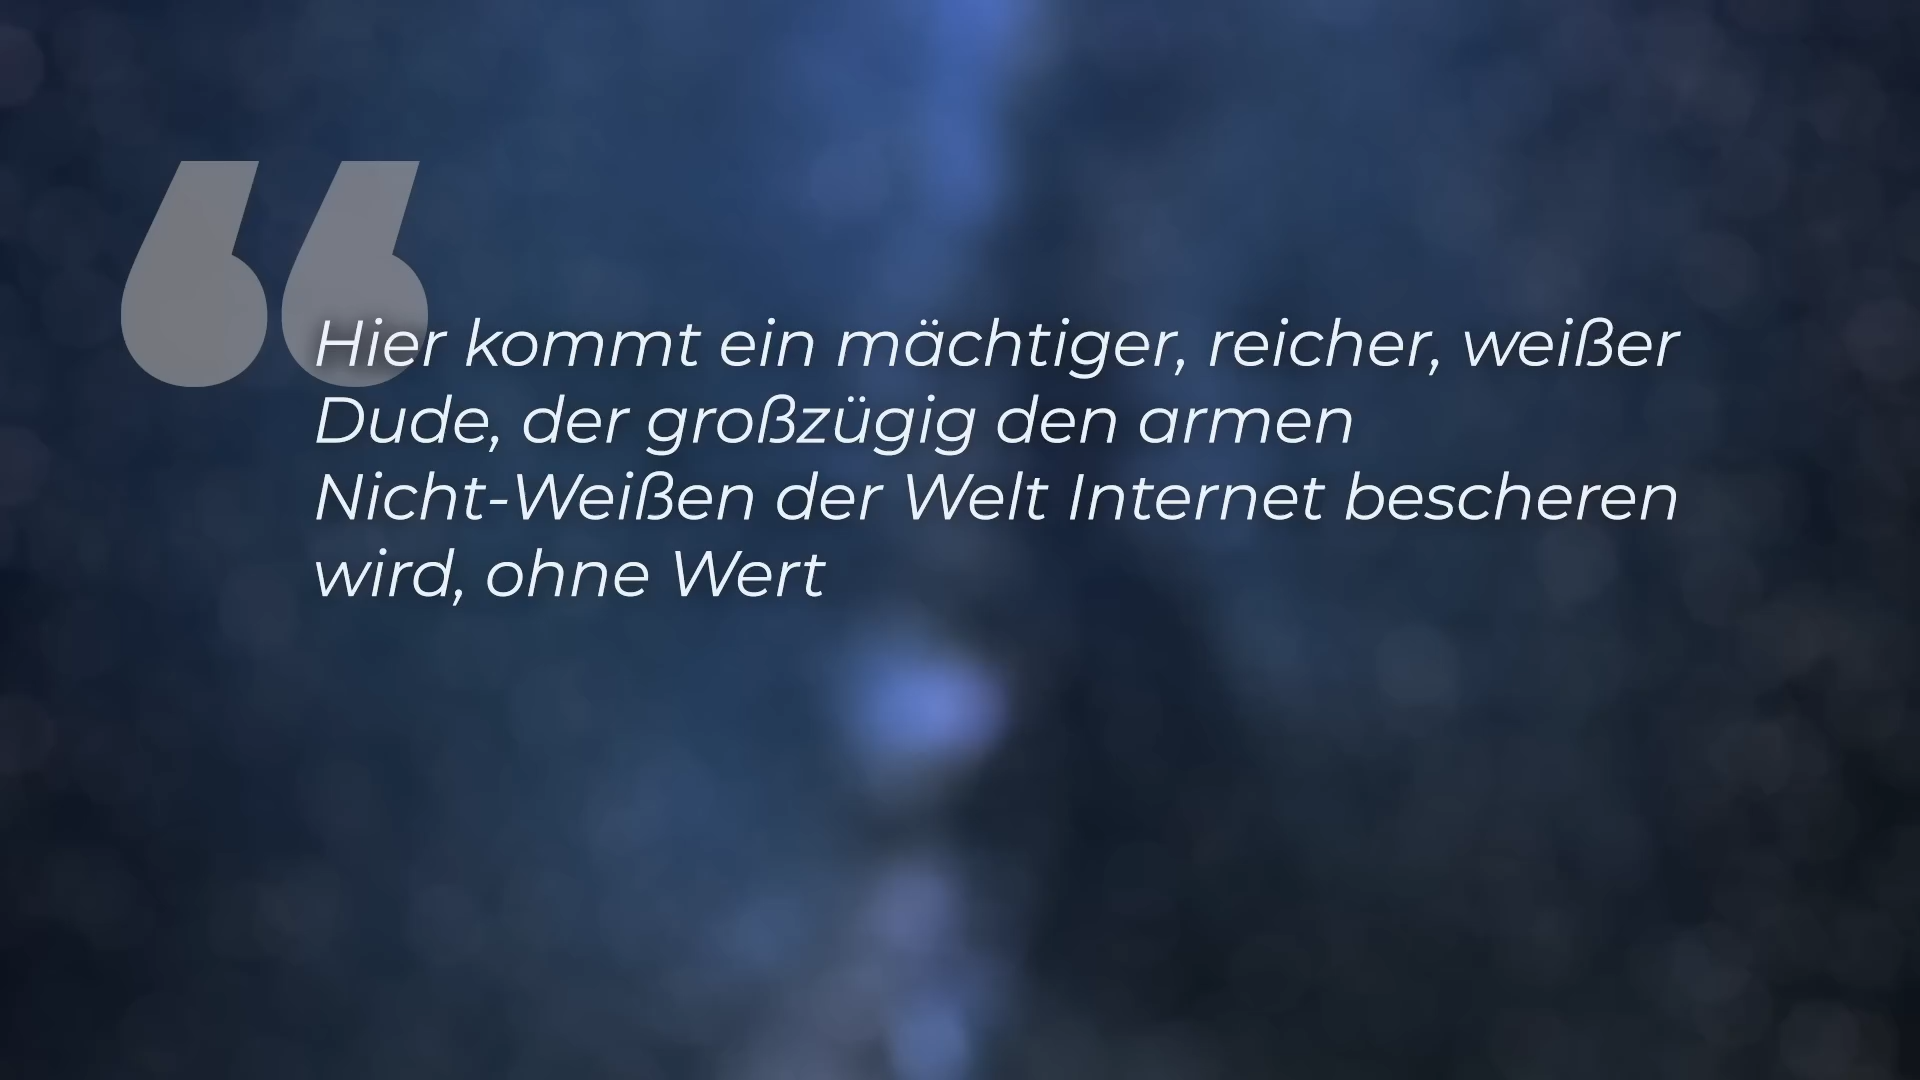 Hier kommt ein mächtiger, reicher, weißer
Dude, der großzügig den armen
Nicht-Weißen der Welt Internet bescheren
wird, ohne Wert